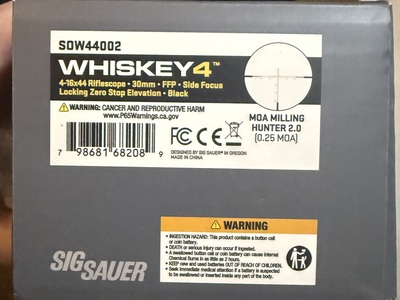 SOW44002
WHISKEY4™
4-16x44 Riflescope • 30mm • FFP • Side Focus
Locking Zero Stop Elevation • Black
WARNING: CANCER AND REPRODUCTIVE HARM
www.P65Warnings.ca.gov
7 98681 68208 9
FC CE
DESIGNED BY SIG SAUER® IN OREGON
MADE IN CHINA
MOA MILLING
HUNTER 2.0
(0.25 MOA)
WARNING
• INGESTION HAZARD: This product contains a button cell
or coin battery.
• DEATH or serious injury can occur if ingested.
• A swallowed button cell or coin battery can cause Internal
Chemical Burns in as little as 2 hours.
• KEEP new and used batteries OUT OF REACH OF CHILDREN.
• Seek immediate medical attention if a battery is suspected
to be swallowed or inserted inside any part of the body.
SIG SAUER